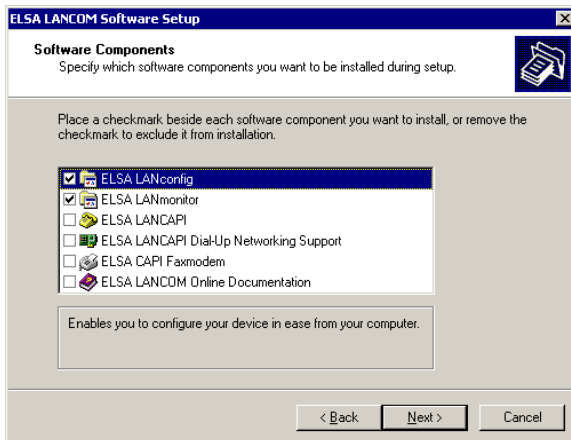 ELSA LANCOM Software Setup
Software Components
Specify which software components you want to be installed during setup.
Place a checkmark beside each software component you want to install, or remove the
checkmark to exclude it from installation.
ELSA LANconfig
ELSA LANmonitor
ELSA LANCAPI
ELSA LANCAPI Dial-Up Networking Support
ELSA CAPI Faxmodem
ELSA LANCOM Online Documentation
Enables you to configure your device in ease from your computer.
< Back
Next >
Cancel